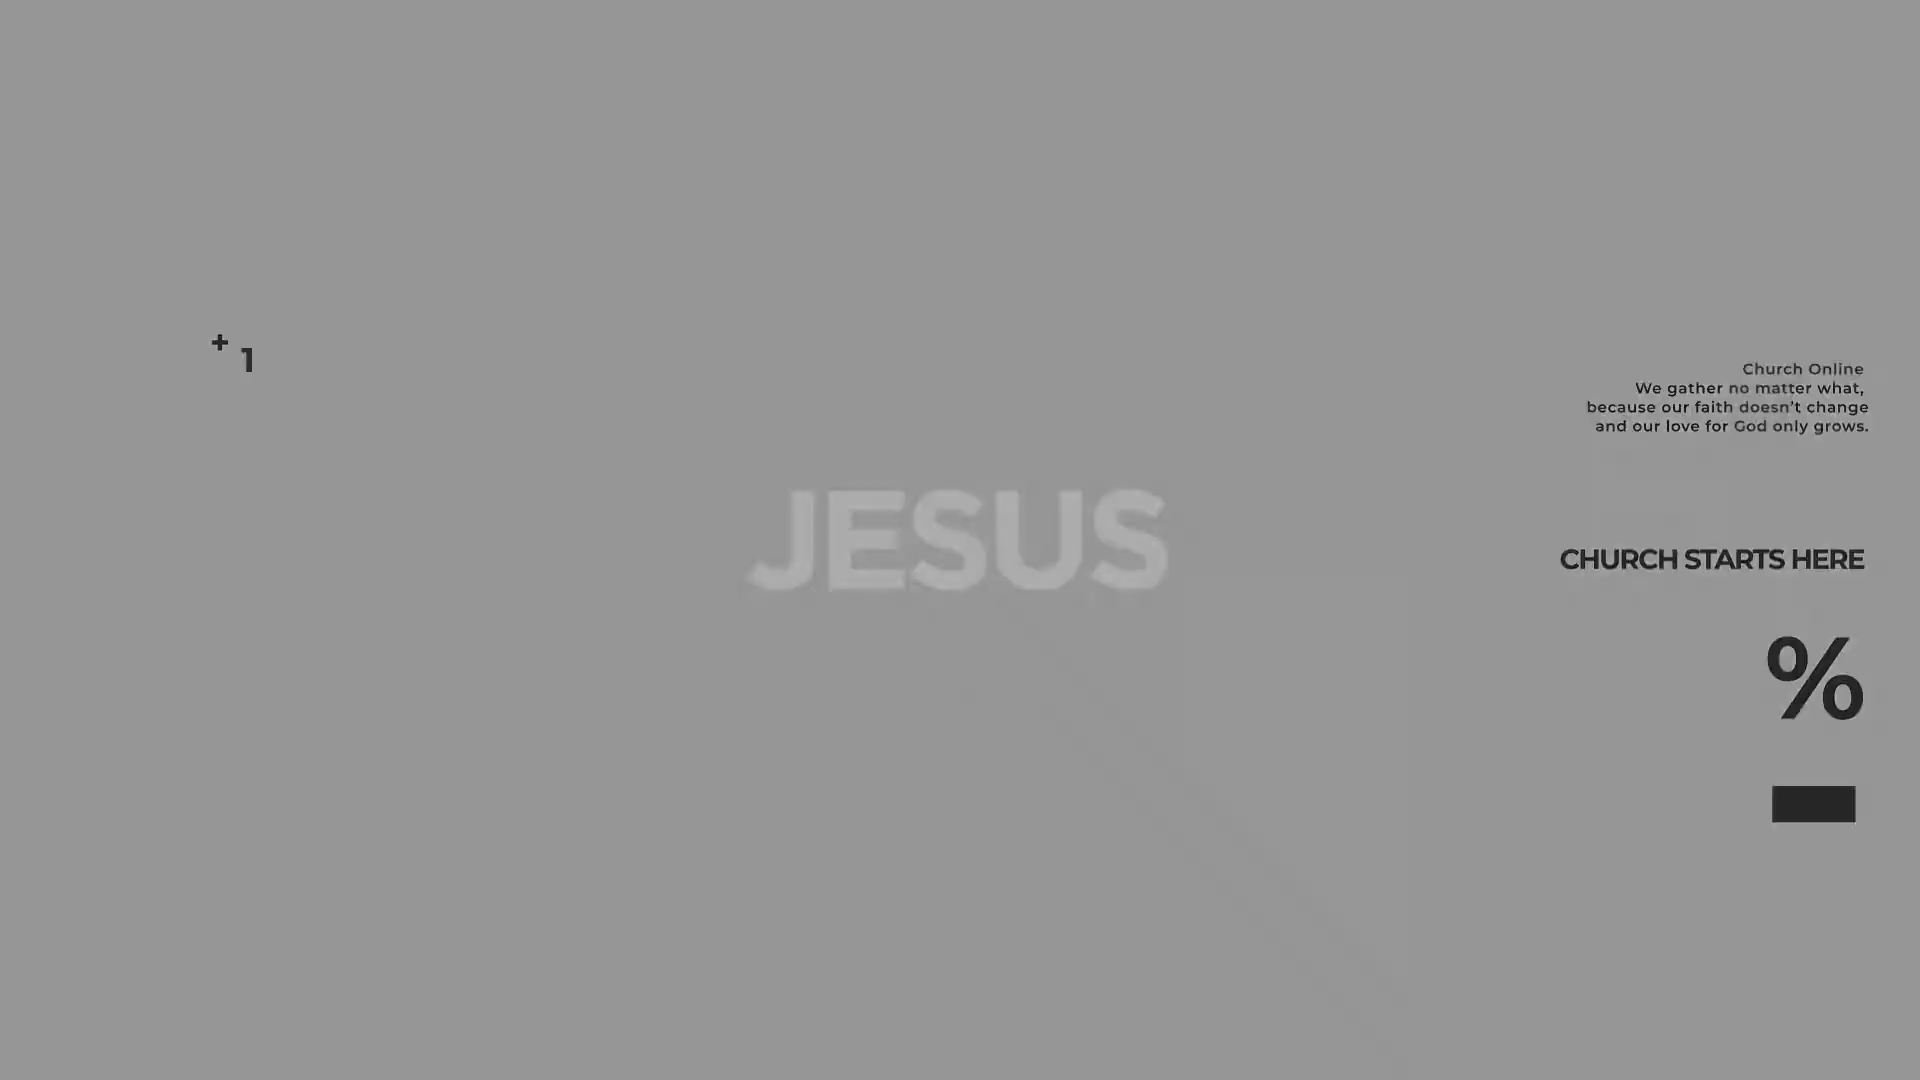 + 1
Church Online
We gather no matter what,
because our faith doesn't change
and our love for God only grows.
JESUS
CHURCH STARTS HERE
%